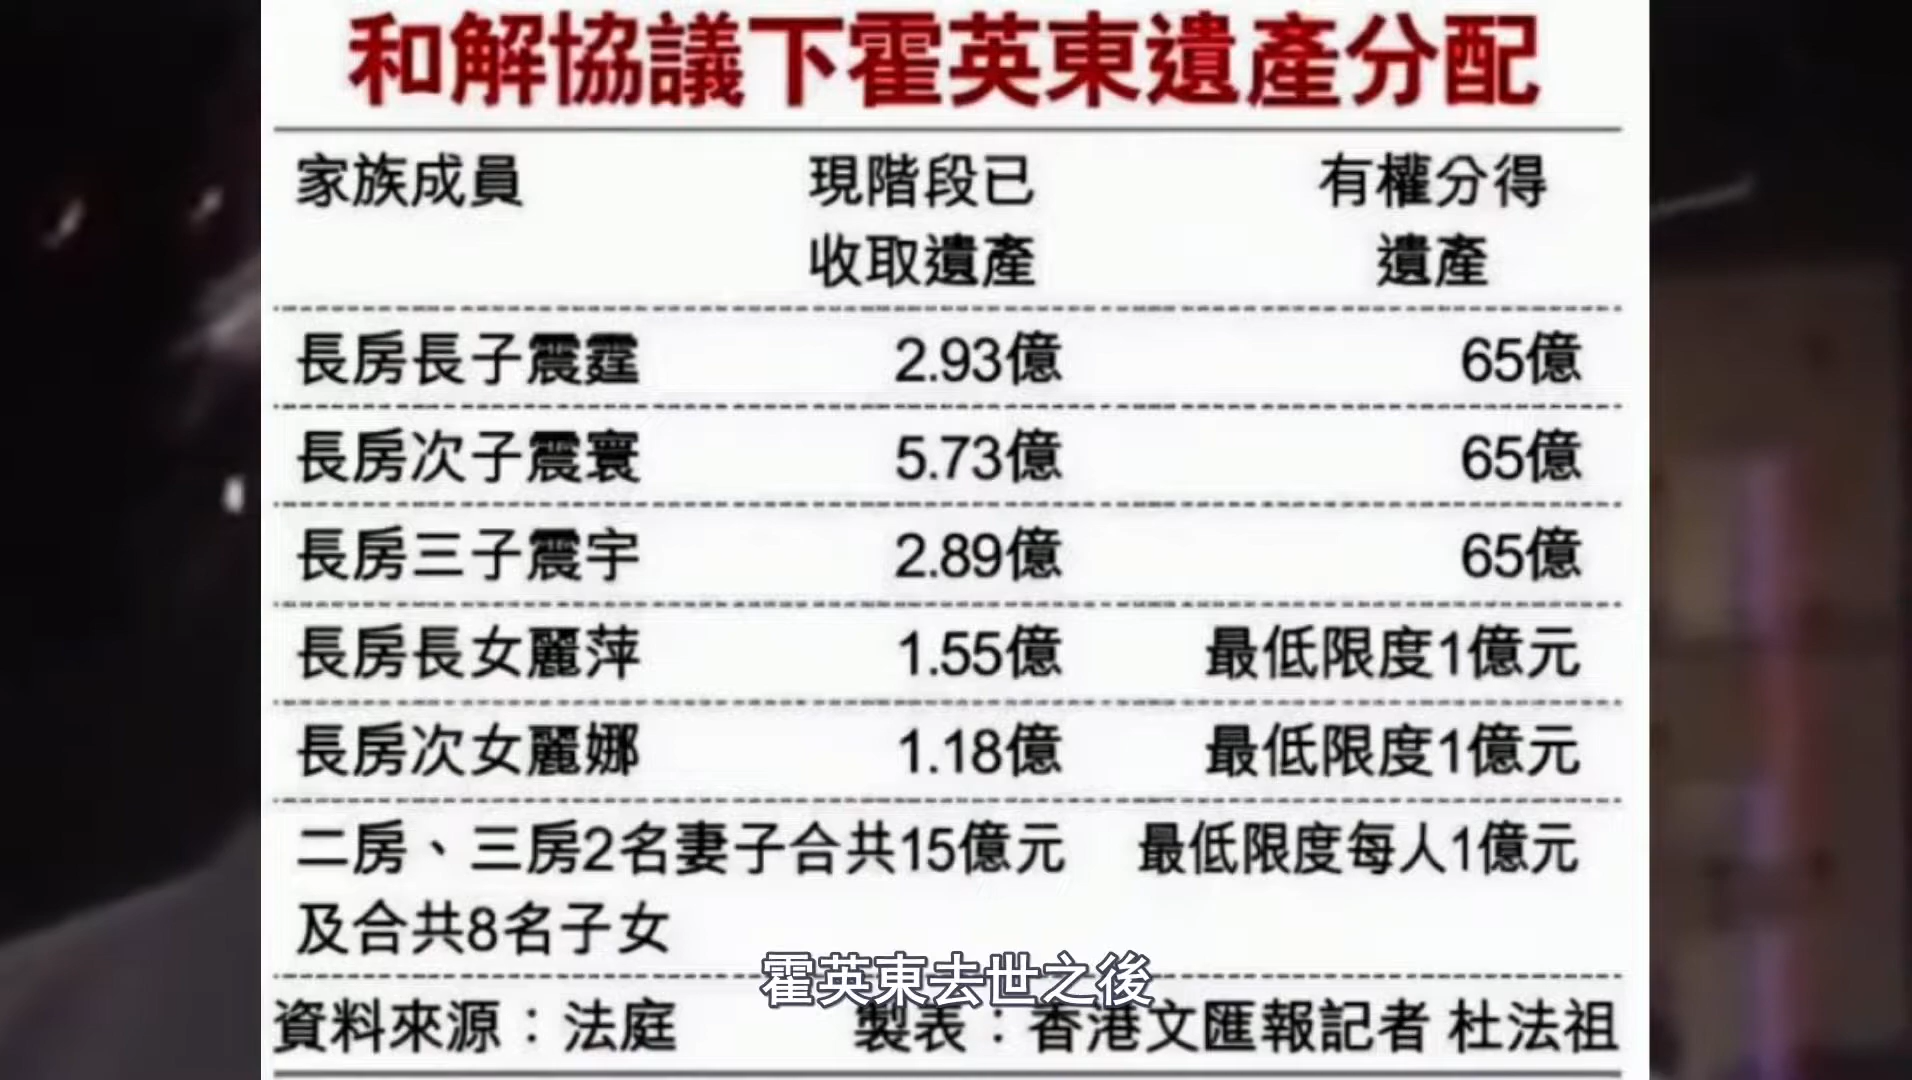 和解協議下霍英東遺產分配
家族成員 現階段已 有權分得
收取遺產 遺產
長房長子震霆 2.93億 65億
長房次子震寰 5.73億 65億
長房三子震宇 2.89億 65億
長房長女麗萍 1.55億 最低限度1億元
長房次女麗娜 1.18億 最低限度1億元
二房、三房2名妻子合共15億元 最低限度每人1億元
及合共8名子女
霍英東去世之後
資料來源：法庭 製表：香港文匯報記者 杜法祖